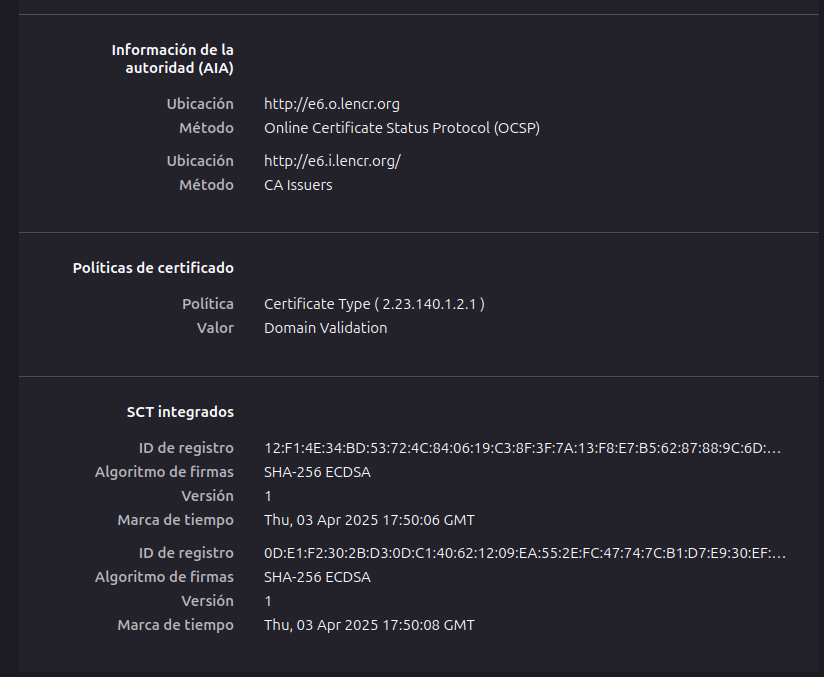 Información de la
autoridad (AIA)
Ubicación http://e6.o.lencr.org
Método Online Certificate Status Protocol (OCSP)
Ubicación http://e6.i.lencr.org/
Método CA Issuers
Políticas de certificado
Política Certificate Type ( 2.23.140.1.2.1 )
Valor Domain Validation
SCT integrados
ID de registro 12:F1:4E:34:BD:53:72:4C:84:06:19:C3:8F:3F:7A:13:F8:E7:B5:62:87:88:9C:6D:…
Algoritmo de firmas SHA-256 ECDSA
Versión 1
Marca de tiempo Thu, 03 Apr 2025 17:50:06 GMT
ID de registro 0D:E1:F2:30:2B:D3:0D:C1:40:62:12:09:EA:55:2E:FC:47:74:7C:B1:D7:E9:30:EF:…
Algoritmo de firmas SHA-256 ECDSA
Versión 1
Marca de tiempo Thu, 03 Apr 2025 17:50:08 GMT